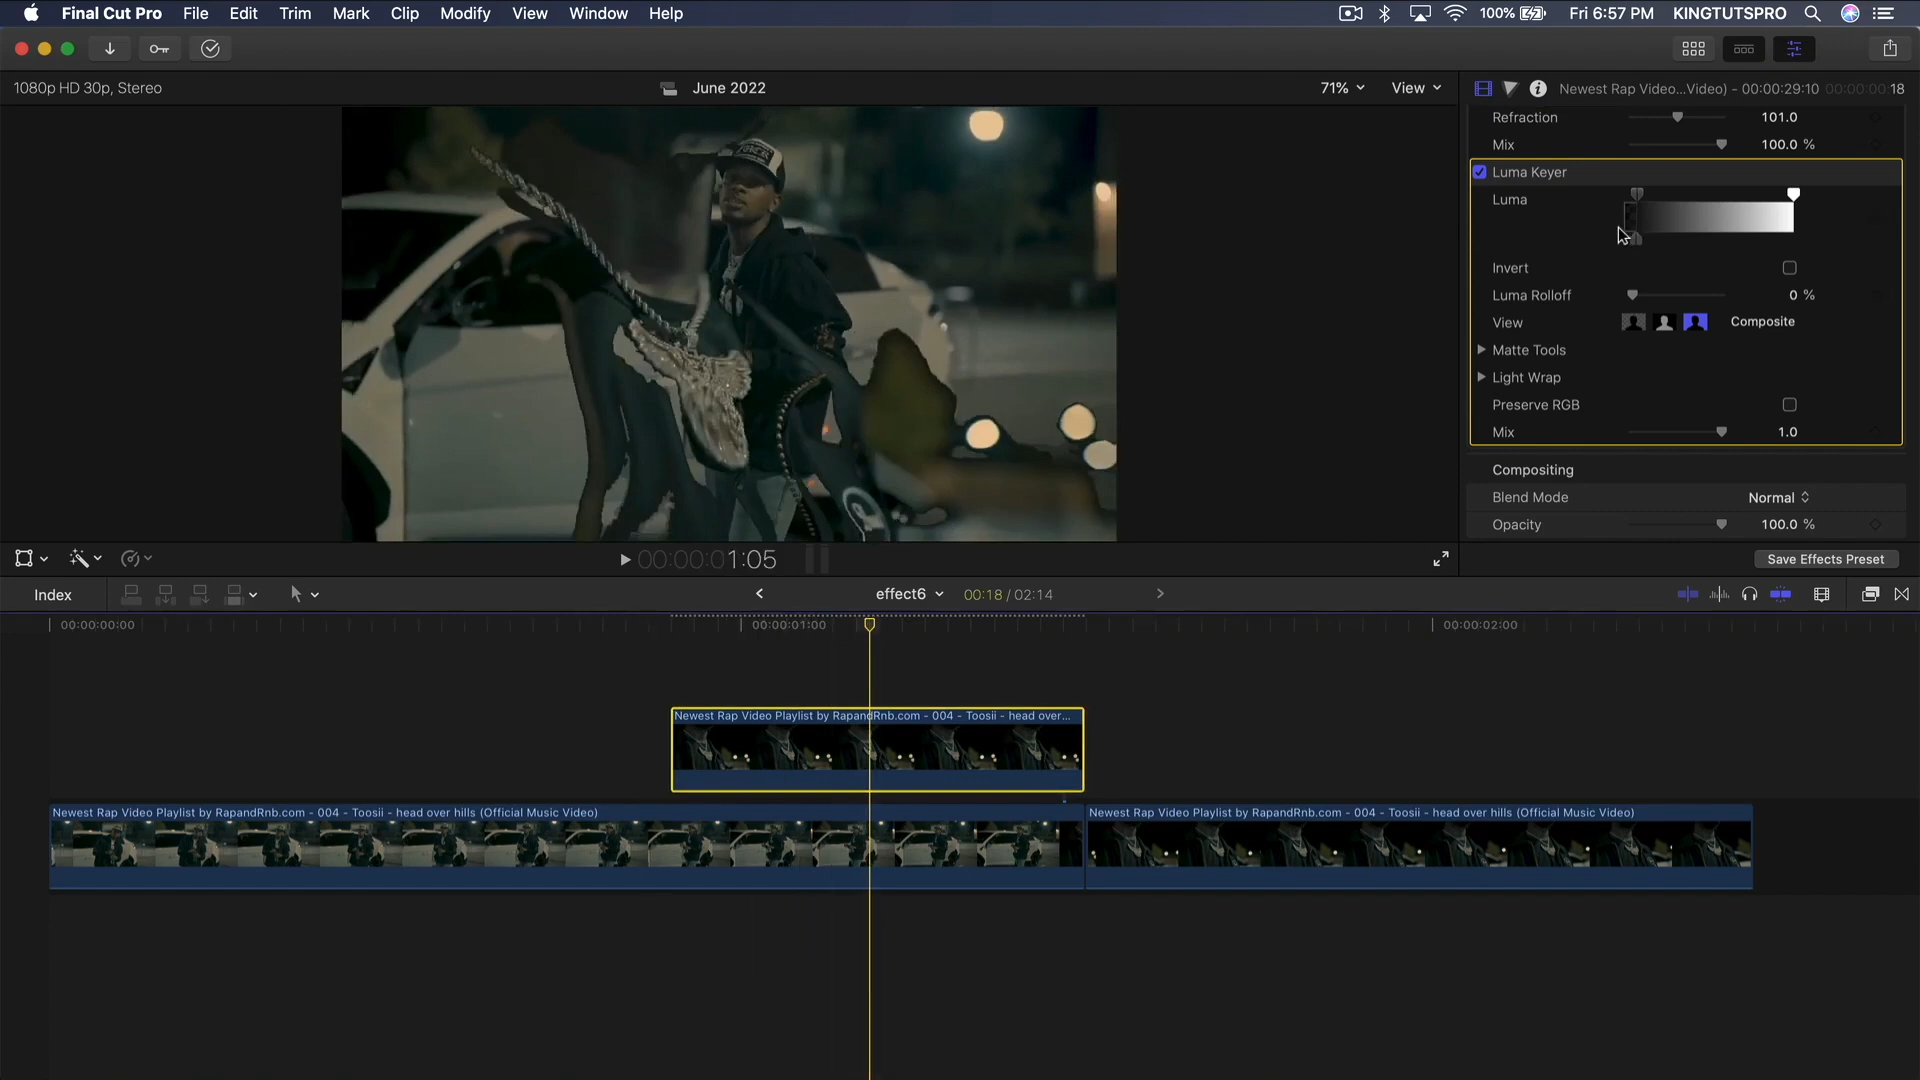 Final Cut Pro File Edit Trim Mark Clip Modify View Window Help 100% Fri 6:57 PM KINGTUTSPRO
1080p HD 30p, Stereo June 2022 71% View Newest Rap Video...Video) - 00:00:29:10 00:00:00:18
Refraction 101.0
Mix 100.0 %
Luma Keyer
Luma
Invert
Luma Rolloff 0 %
View Composite
Matte Tools
Light Wrap
Preserve RGB
Mix 1.0
Compositing
Blend Mode Normal
Opacity 100.0 %
00:00:01:05 Save Effects Preset
Index effect6 00:18 / 02:14
00:00:00:00 00:00:01:00 00:00:02:00
Newest Rap Video Playlist by RapandRnb.com - 004 - Toosii - head over...
Newest Rap Video Playlist by RapandRnb.com - 004 - Toosii - head over hills (Official Music Video) Newest Rap Video Playlist by RapandRnb.com - 004 - Toosii - head over hills (Official Music Video)